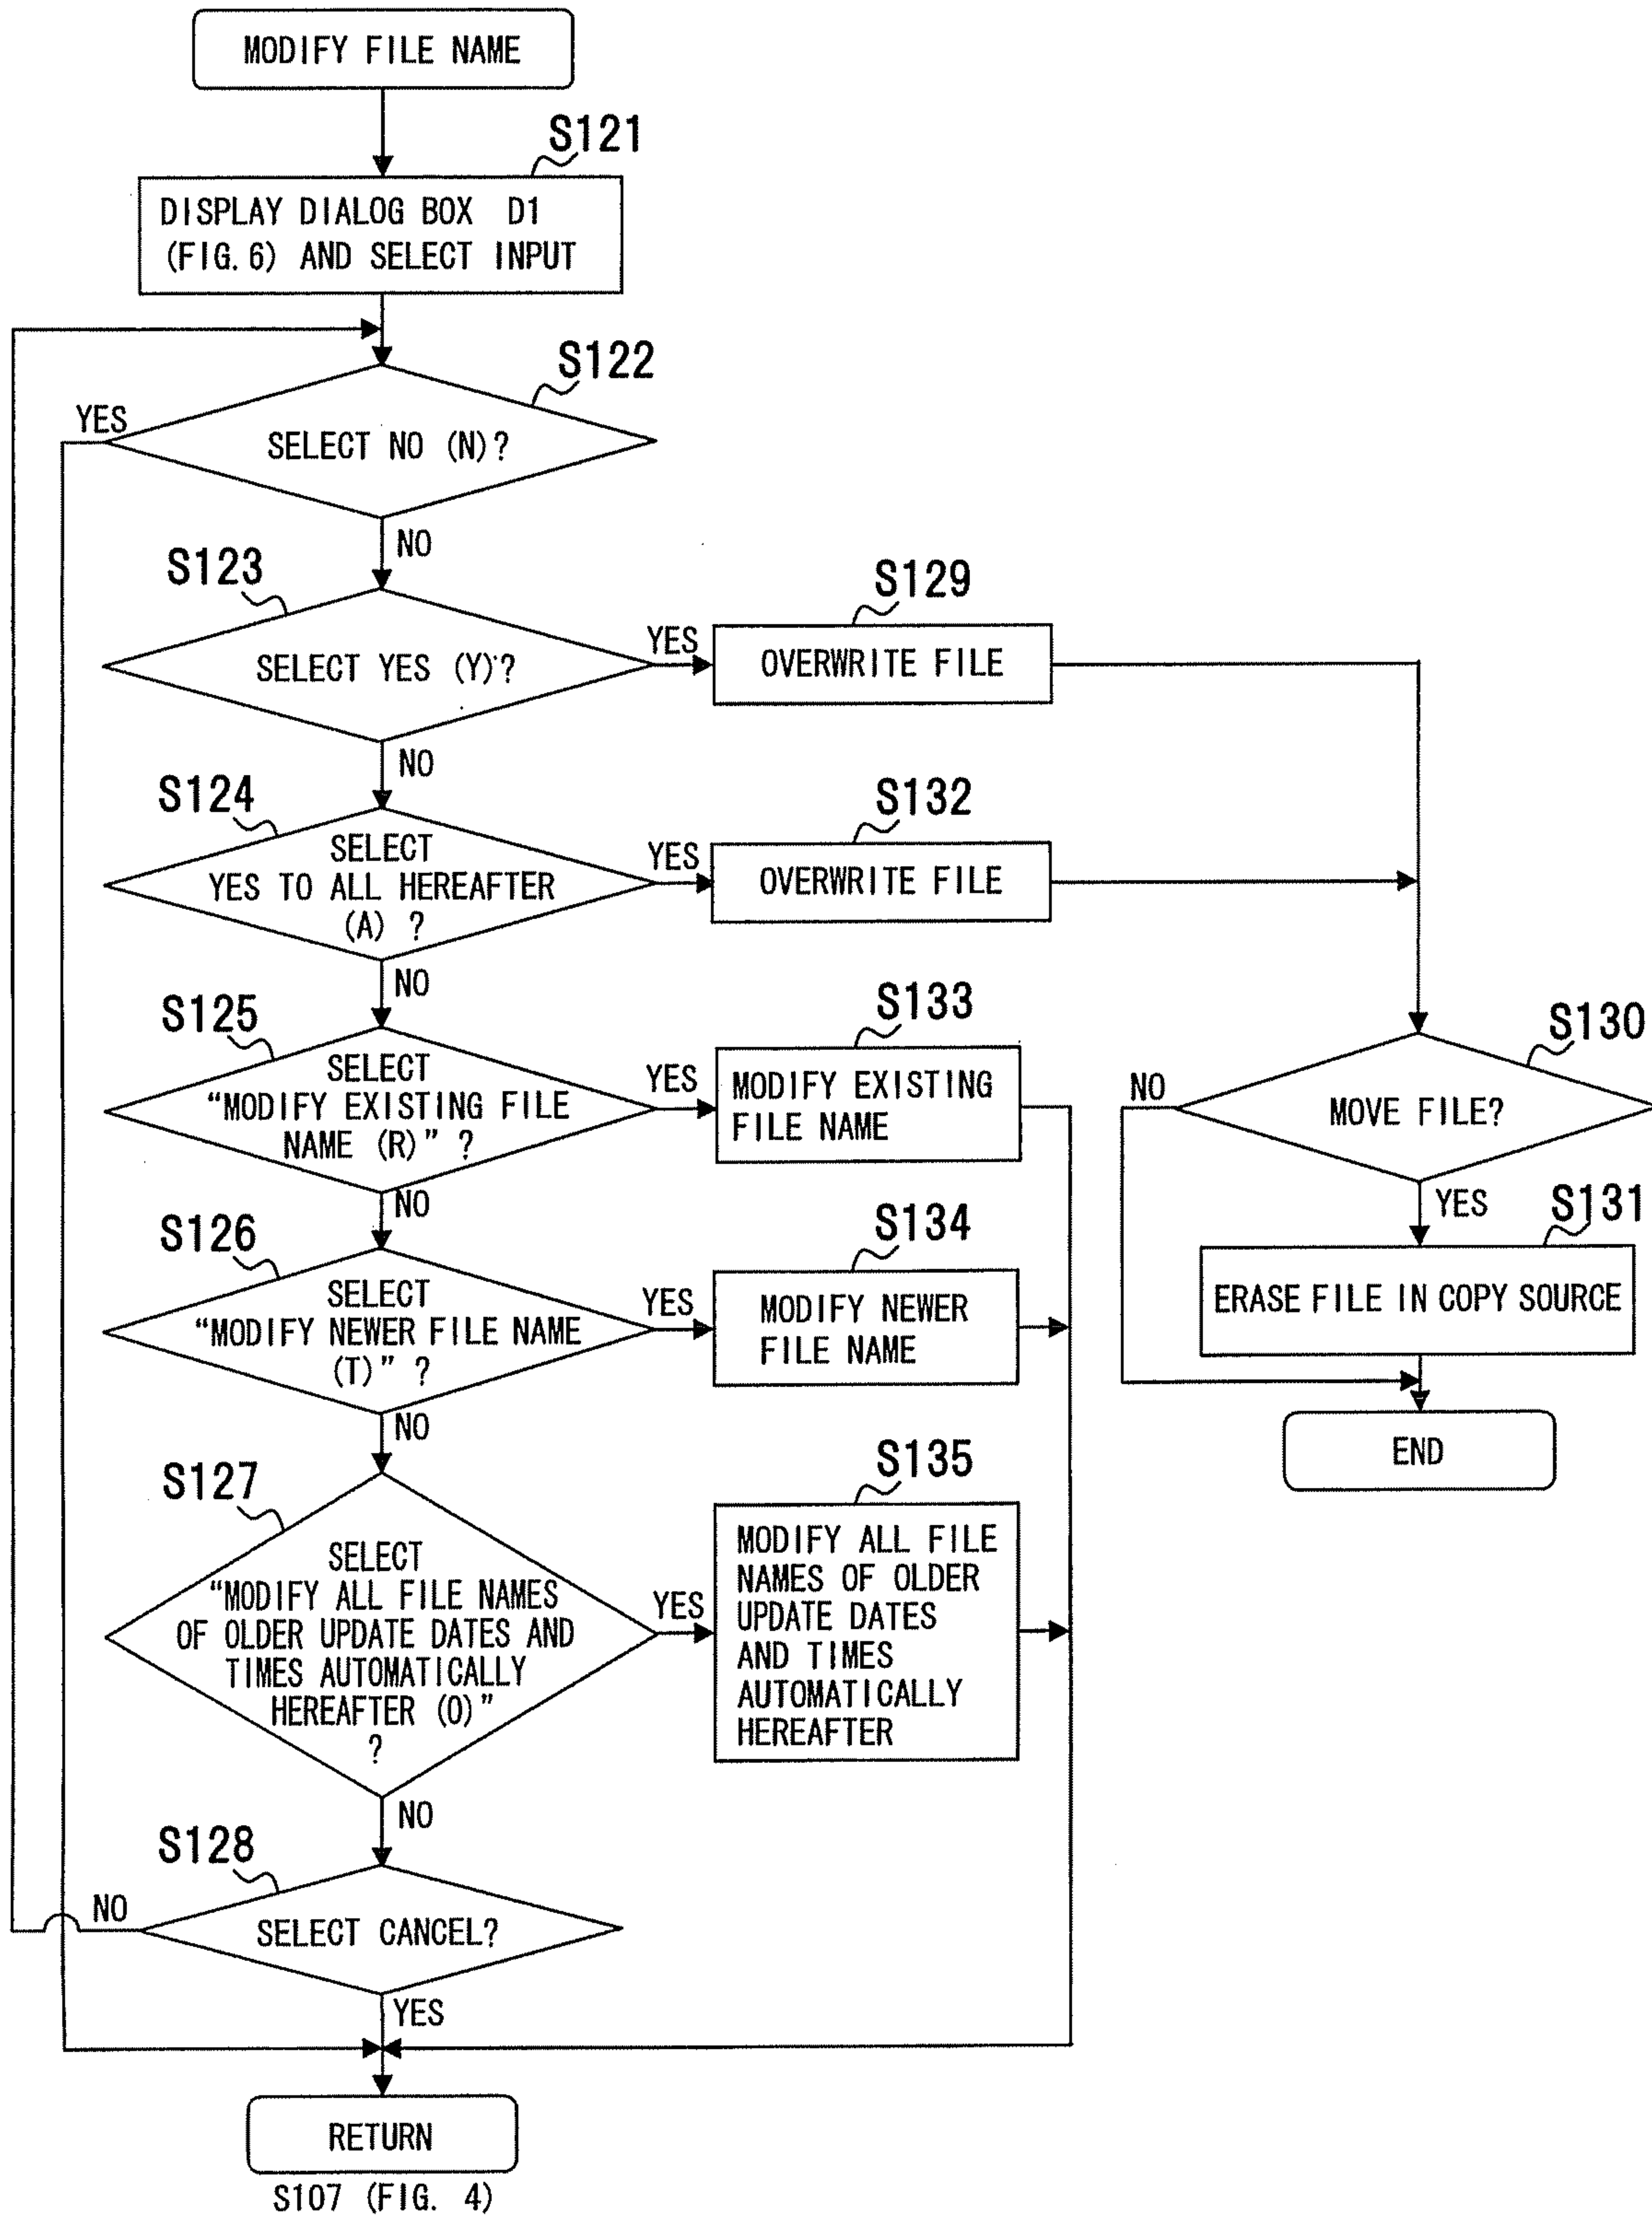 MODIFY FILE NAME
S121
DISPLAY DIALOG BOX D1
(FIG. 6) AND SELECT INPUT
S122
YES
SELECT NO (N)?
NO
S123
SELECT YES (Y)?
YES
S129
OVERWRITE FILE
NO
S124
SELECT
YES TO ALL HEREAFTER
(A) ?
YES
S132
OVERWRITE FILE
NO
S125
SELECT
“MODIFY EXISTING FILE
NAME (R)” ?
YES
S133
MODIFY EXISTING
FILE NAME
S130
NO
MOVE FILE?
YES
S131
ERASE FILE IN COPY SOURCE
END
NO
S126
SELECT
“MODIFY NEWER FILE NAME
(T)” ?
YES
S134
MODIFY NEWER
FILE NAME
NO
S127
SELECT
“MODIFY ALL FILE NAMES
OF OLDER UPDATE DATES AND
TIMES AUTOMATICALLY
HEREAFTER (O)”
?
YES
S135
MODIFY ALL FILE
NAMES OF OLDER
UPDATE DATES
AND TIMES
AUTOMATICALLY
HEREAFTER
NO
S128
NO
SELECT CANCEL?
YES
RETURN
S107 (FIG. 4)